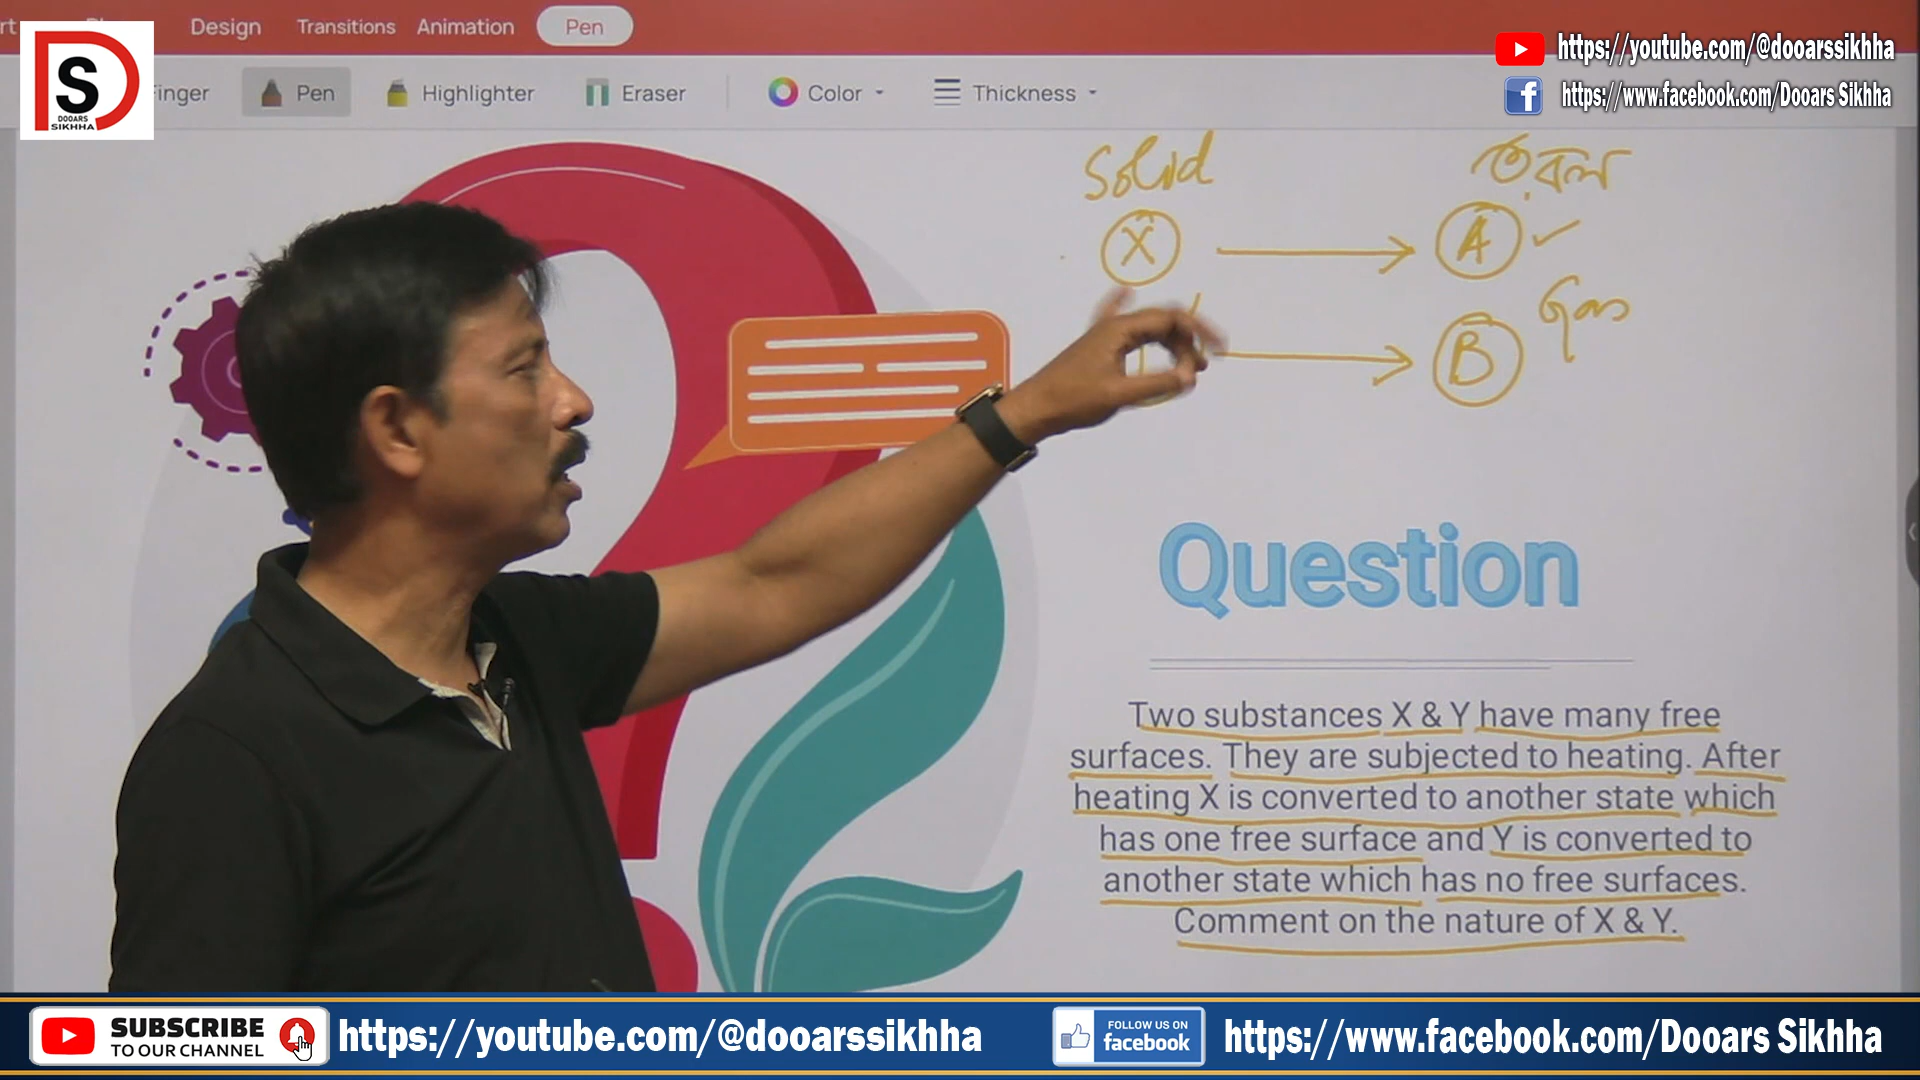 Design Transitions Animation Pen
https://youtube.com/@dooarssikhha
https://www.facebook.com/Dooars Sikhha
DS
DOOARS
SIKHHA
Finger Pen Highlighter Eraser Color Thickness
Solid তরল
X A
Gas
B
Question
Two substances X & Y have many free
surfaces. They are subjected to heating. After
heating X is converted to another state which
has one free surface and Y is converted to
another state which has no free surfaces.
Comment on the nature of X & Y.
SUBSCRIBE
TO OUR CHANNEL
https://youtube.com/@dooarssikhha
FOLLOW US ON
facebook
https://www.facebook.com/Dooars Sikhha